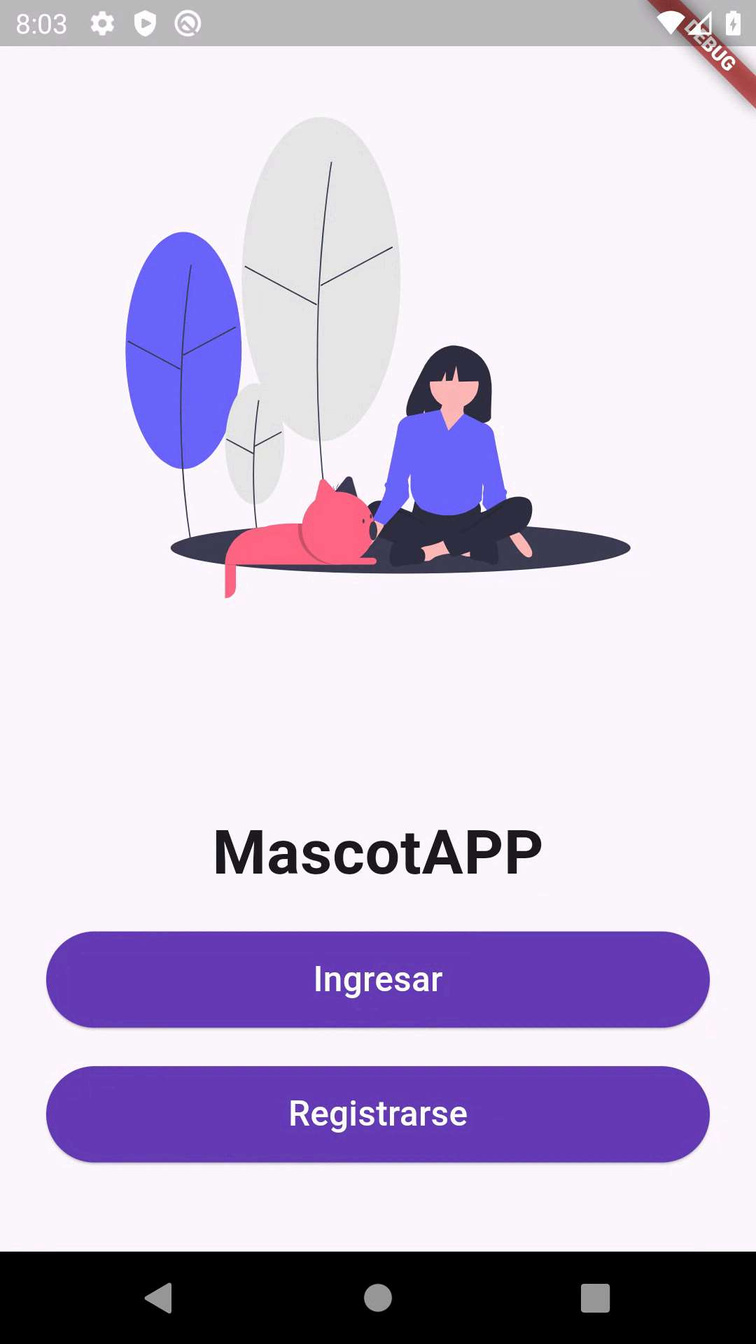 8:03
DEBUG
MascotAPP
Ingresar
Registrarse